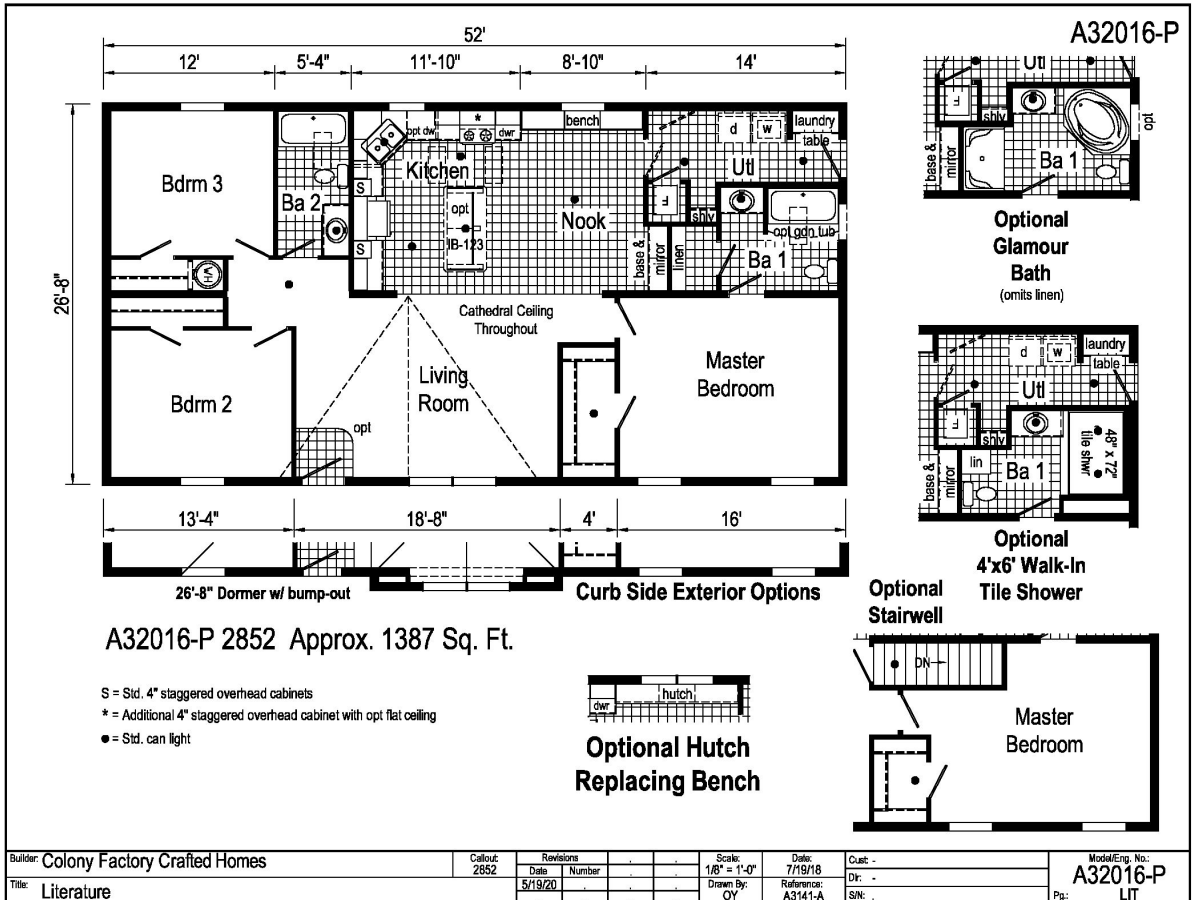 A32016-P
52'
12'
5'-4"
11'-10"
8'-10"
14'
26'-8"
Bdrm 3
Ba 2
WH
opt dw
*
dwr
bench
Kitchen
S
S
opt
IB-123
Nook
d
w
laundry
table
Utl
F
shlv
base &
mirror
linen
opt gdn tub
Ba 1
Cathedral Ceiling
Throughout
Living
Room
Master
Bedroom
Bdrm 2
opt
13'-4"
18'-8"
4'
16'
26'-8" Dormer w/ bump-out
Curb Side Exterior Options
Utl
F
shlv
base &
mirror
Ba 1
opt
Optional
Glamour
Bath
(omits linen)
d
w
laundry
table
Utl
F
shlv
base &
mirror
lin
Ba 1
48" x 72"
tile shwr
Optional
4'x6' Walk-In
Tile Shower
Optional
Stairwell
DN
Master
Bedroom
A32016-P 2852 Approx. 1387 Sq. Ft.
S = Std. 4" staggered overhead cabinets
* = Additional 4" staggered overhead cabinet with opt flat ceiling
● = Std. can light
hutch
dwr
Optional Hutch
Replacing Bench
Builder: Colony Factory Crafted Homes
Title: Literature
Callout:
2852
Revisions
Date Number
5/19/20
Scale:
1/8" = 1'-0"
Drawn By:
OY
Date:
7/19/18
Reference:
A3141-A
Cust: -
Dlr: -
S/N: .
Model/Eng. No.:
A32016-P
Pg.: LIT